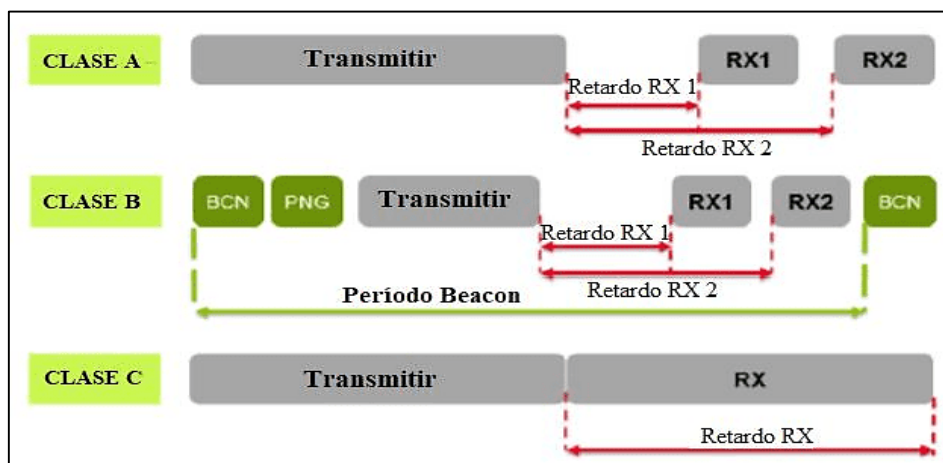 CLASE A
Transmitir
RX1
RX2
Retardo RX 1
Retardo RX 2
CLASE B
BCN
PNG
Transmitir
RX1
RX2
BCN
Retardo RX 1
Retardo RX 2
Período Beacon
CLASE C
Transmitir
RX
Retardo RX